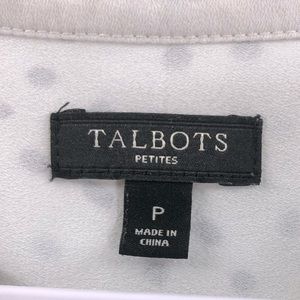 TALBOTS
PETITES
P
MADE IN
CHINA